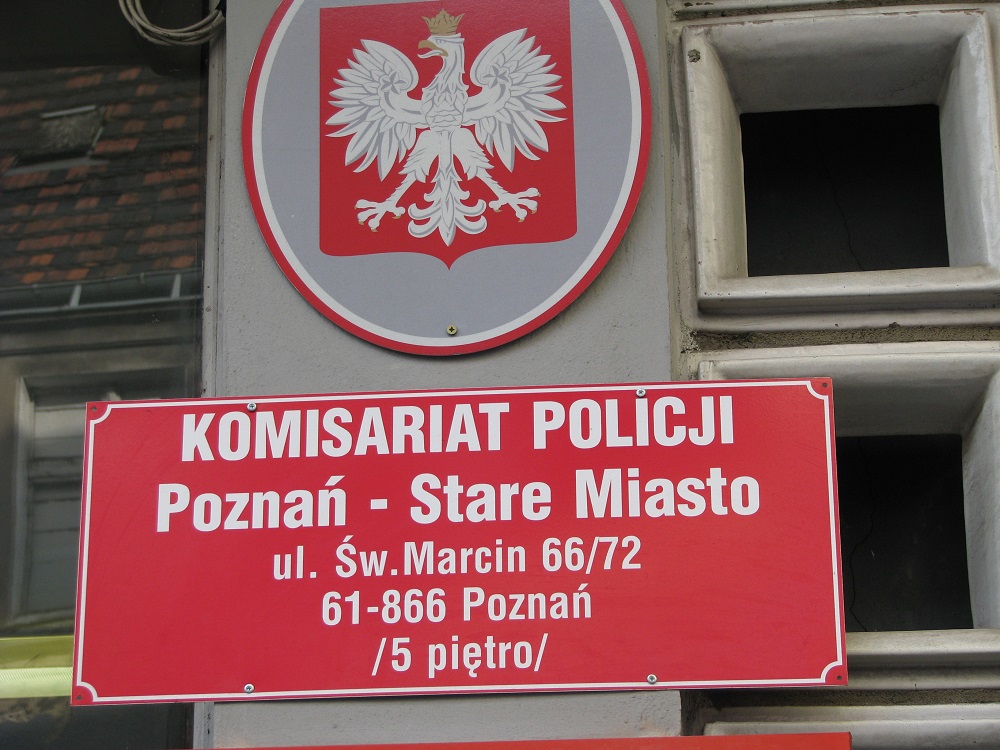 KOMISARIAT POLICJI
Poznań - Stare Miasto
ul. Św.Marcin 66/72
61-866 Poznań
/5 piętro/